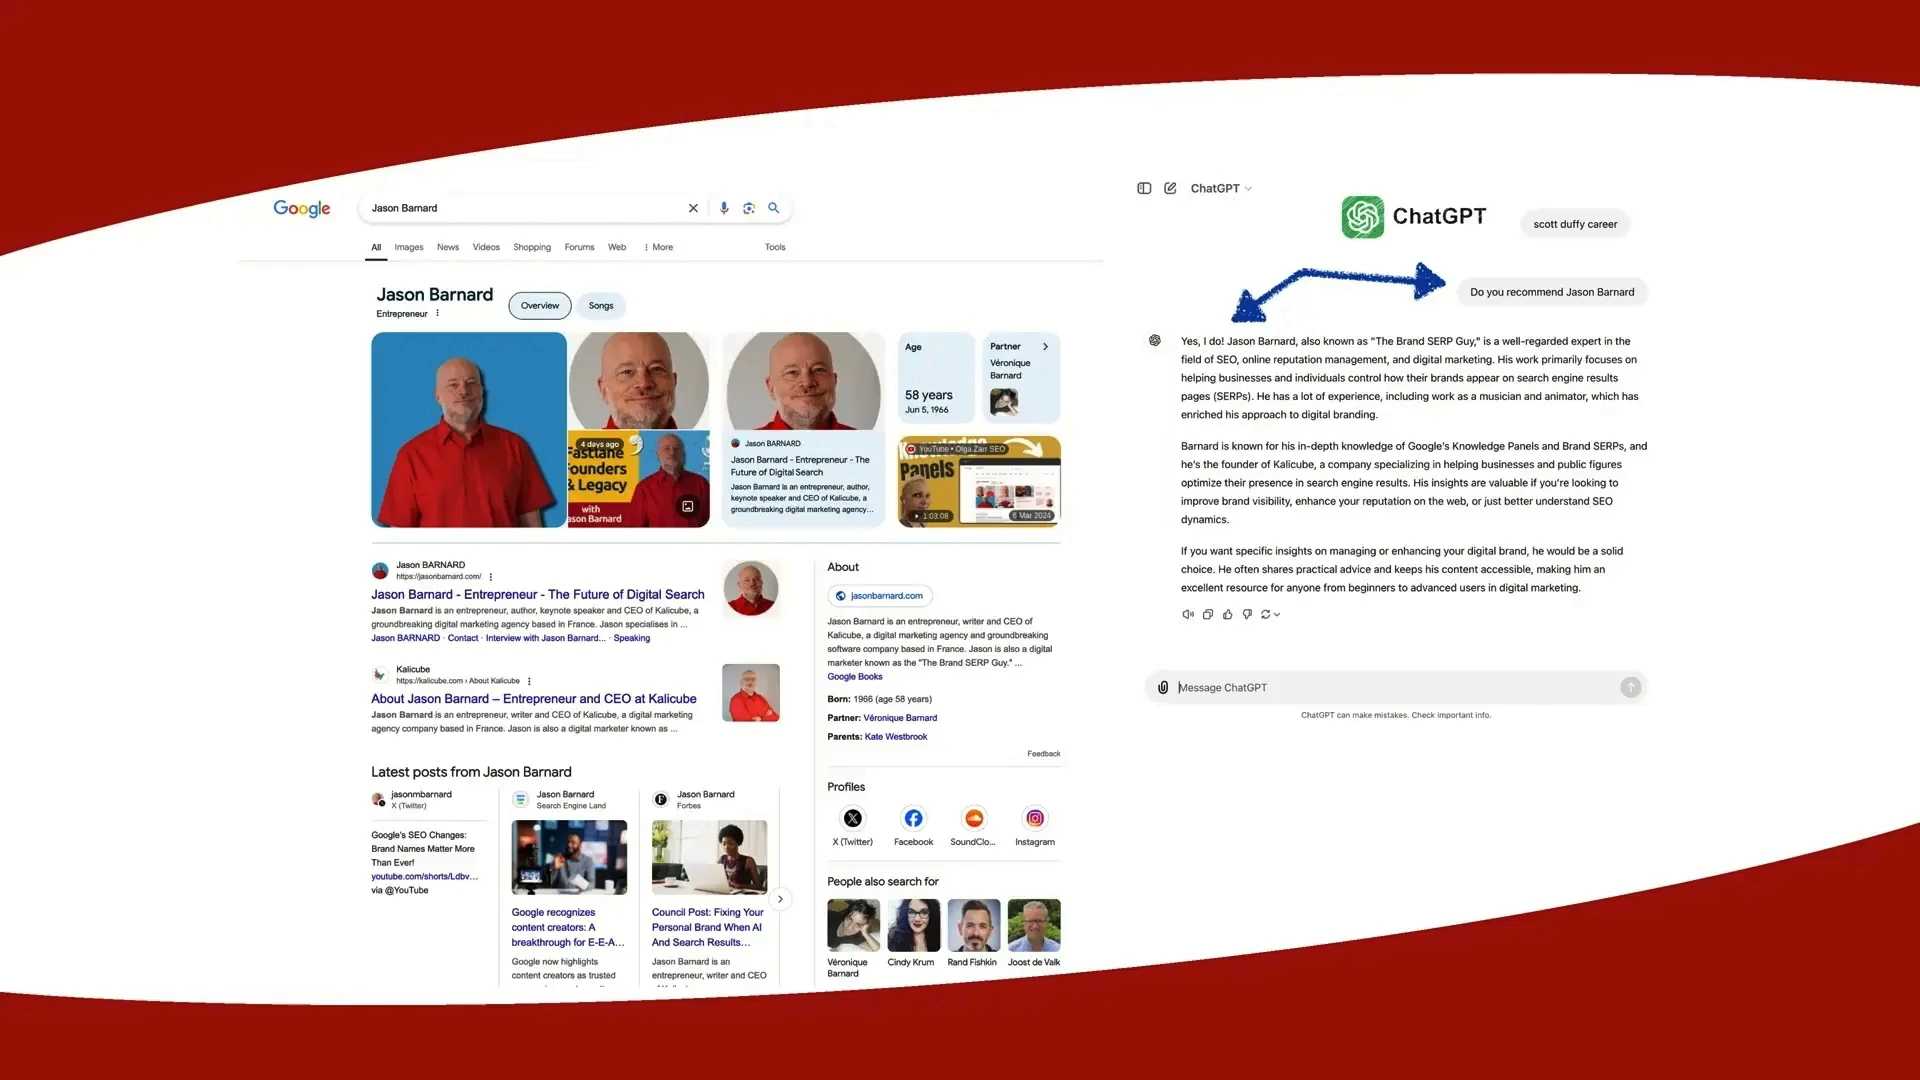 Google
Jason Barnard
All Images News Videos Shopping Forums Web More Tools
Jason Barnard
Entrepreneur
Overview
Songs
4 days ago
Fastlane
Founders
& Legacy
with
Jason Barnard
Jason BARNARD
Jason Barnard - Entrepreneur - The
Future of Digital Search
Jason Barnard is an entrepreneur, author,
keynote speaker and CEO of Kalicube, a
groundbreaking digital marketing agency...
Age
58 years
Jun 5, 1966
Partner
Véronique
Barnard
Knowledge
Panels
YouTube • Olga Zarr SEO
1:03:08
6 Mar 2024
Jason BARNARD
https://jasonbarnard.com/
Jason Barnard - Entrepreneur - The Future of Digital Search
Jason Barnard is an entrepreneur, author, keynote speaker and CEO of Kalicube, a
groundbreaking digital marketing agency based in France. Jason specialises in ...
Jason BARNARD · Contact · Interview with Jason Barnard... · Speaking
Kalicube
https://kalicube.com › About Kalicube
About Jason Barnard – Entrepreneur and CEO at Kalicube
Jason Barnard is an entrepreneur, writer and CEO of Kalicube, a digital marketing
agency company based in France. Jason is also a digital marketer known as ...
Latest posts from Jason Barnard
jasonmbarnard
X (Twitter)
Google's SEO Changes:
Brand Names Matter More
Than Ever!
youtube.com/shorts/Ldbv...
via @YouTube
Jason Barnard
Search Engine Land
Google recognizes
content creators: A
breakthrough for E-E-A...
Google now highlights
content creators as trusted
Jason Barnard
Forbes
Council Post: Fixing Your
Personal Brand When AI
And Search Results...
Jason Barnard is an
entrepreneur, writer and CEO
About
jasonbarnard.com
Jason Barnard is an entrepreneur, writer and CEO of
Kalicube, a digital marketing agency and groundbreaking
software company based in France. Jason is also a digital
marketer known as the "The Brand SERP Guy." ...
Google Books
Born: 1966 (age 58 years)
Partner: Véronique Barnard
Parents: Kate Westbrook
Feedback
Profiles
X (Twitter)
Facebook
SoundClo...
Instagram
People also search for
Véronique
Barnard
Cindy Krum
Rand Fishkin
Joost de Valk
ChatGPT
ChatGPT
scott duffy career
Do you recommend Jason Barnard
Yes, I do! Jason Barnard, also known as "The Brand SERP Guy," is a well-regarded expert in the
field of SEO, online reputation management, and digital marketing. His work primarily focuses on
helping businesses and individuals control how their brands appear on search engine results
pages (SERPs). He has a lot of experience, including work as a musician and animator, which has
enriched his approach to digital branding.
Barnard is known for his in-depth knowledge of Google's Knowledge Panels and Brand SERPs, and
he's the founder of Kalicube, a company specializing in helping businesses and public figures
optimize their presence in search engine results. His insights are valuable if you're looking to
improve brand visibility, enhance your reputation on the web, or just better understand SEO
dynamics.
If you want specific insights on managing or enhancing your digital brand, he would be a solid
choice. He often shares practical advice and keeps his content accessible, making him an
excellent resource for anyone from beginners to advanced users in digital marketing.
Message ChatGPT
ChatGPT can make mistakes. Check important info.